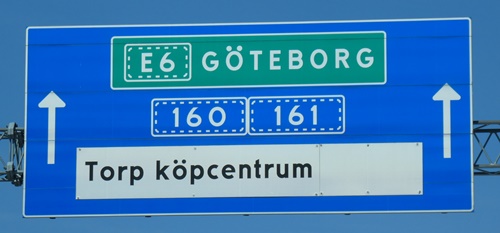 E6 GÖTEBORG
160 161
Torp köpcentrum